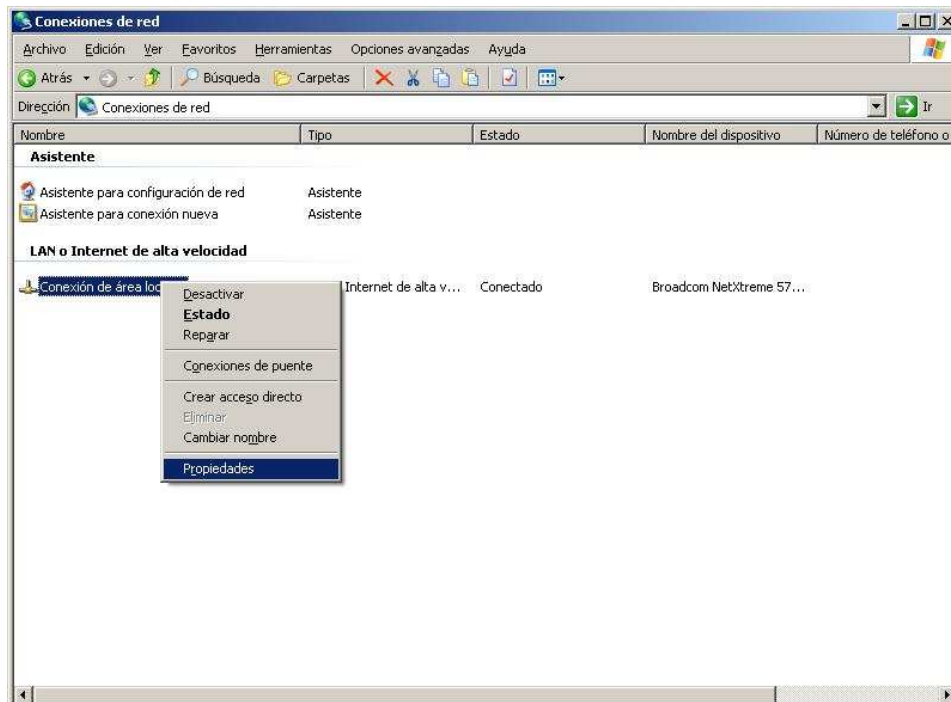 Conexiones de red
Archivo Edición Ver Favoritos Herramientas Opciones avanzadas Ayuda
Atrás Búsqueda Carpetas
Dirección Conexiones de red Ir
Nombre Tipo Estado Nombre del dispositivo Número de teléfono o
Asistente
Asistente para configuración de red Asistente
Asistente para conexión nueva Asistente
LAN o Internet de alta velocidad
Conexión de área loc Internet de alta v... Conectado Broadcom NetXtreme 57...
Desactivar
Estado
Reparar
Conexiones de puente
Crear acceso directo
Eliminar
Cambiar nombre
Propiedades